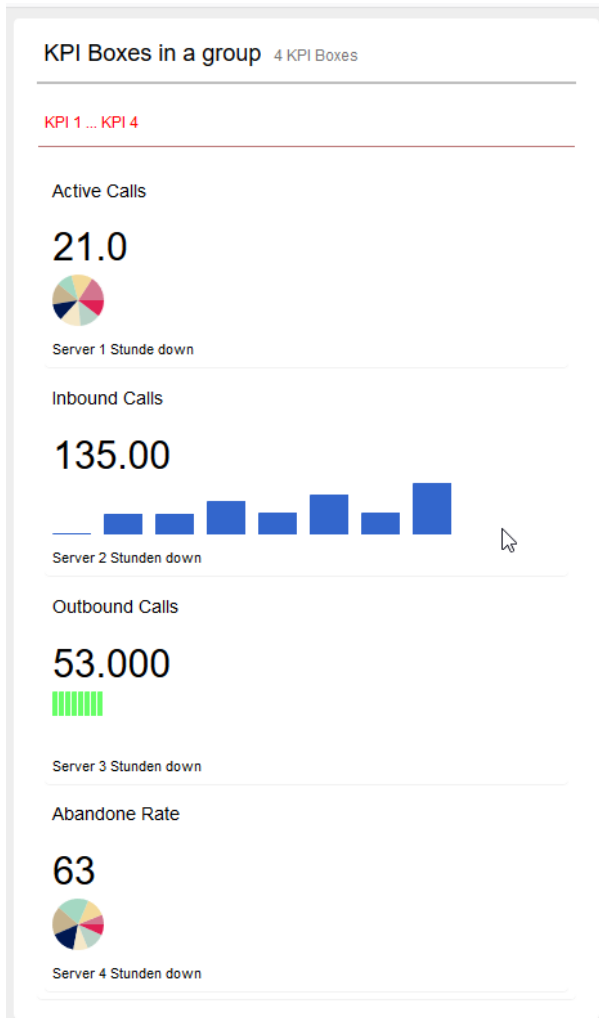 KPI Boxes in a group 4 KPI Boxes
KPI 1 ... KPI 4
Active Calls
21.0
Server 1 Stunde down
Inbound Calls
135.00
Server 2 Stunden down
Outbound Calls
53.000
Server 3 Stunden down
Abandone Rate
63
Server 4 Stunden down